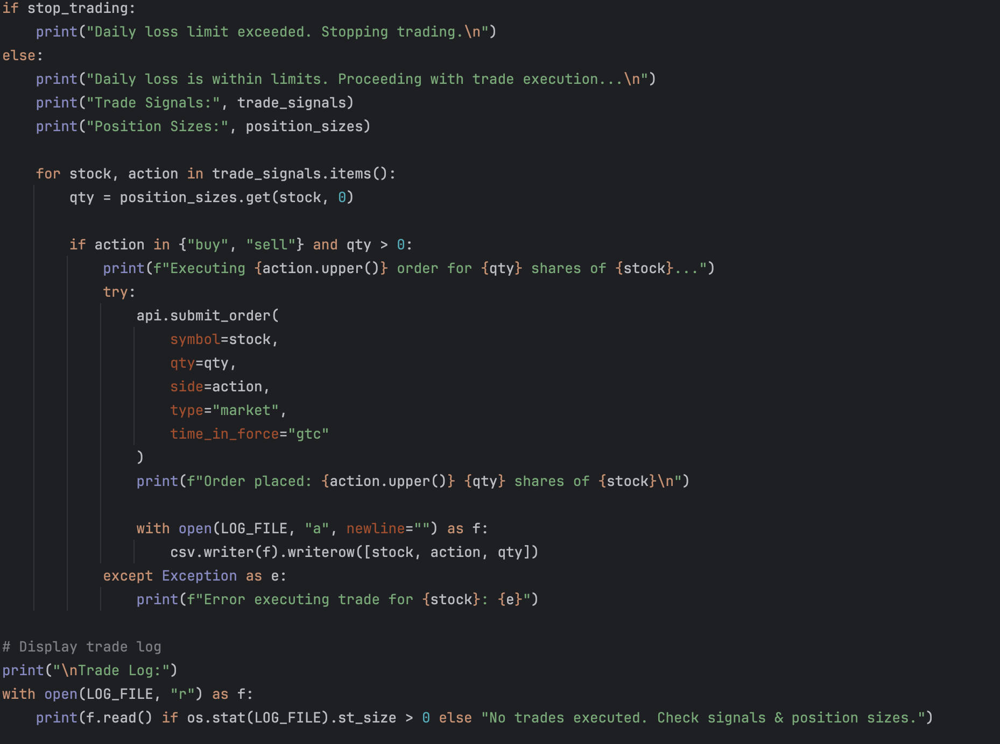 if stop_trading:
    print("Daily loss limit exceeded. Stopping trading.\n")
else:
    print("Daily loss is within limits. Proceeding with trade execution...\n")
    print("Trade Signals:", trade_signals)
    print("Position Sizes:", position_sizes)

    for stock, action in trade_signals.items():
        qty = position_sizes.get(stock, 0)

        if action in {"buy", "sell"} and qty > 0:
            print(f"Executing {action.upper()} order for {qty} shares of {stock}...")
            try:
                api.submit_order(
                    symbol=stock,
                    qty=qty,
                    side=action,
                    type="market",
                    time_in_force="gtc"
                )
                print(f"Order placed: {action.upper()} {qty} shares of {stock}\n")

                with open(LOG_FILE, "a", newline="") as f:
                    csv.writer(f).writerow([stock, action, qty])
            except Exception as e:
                print(f"Error executing trade for {stock}: {e}")

# Display trade log
print("\nTrade Log:")
with open(LOG_FILE, "r") as f:
    print(f.read() if os.stat(LOG_FILE).st_size > 0 else "No trades executed. Check signals & position sizes.")